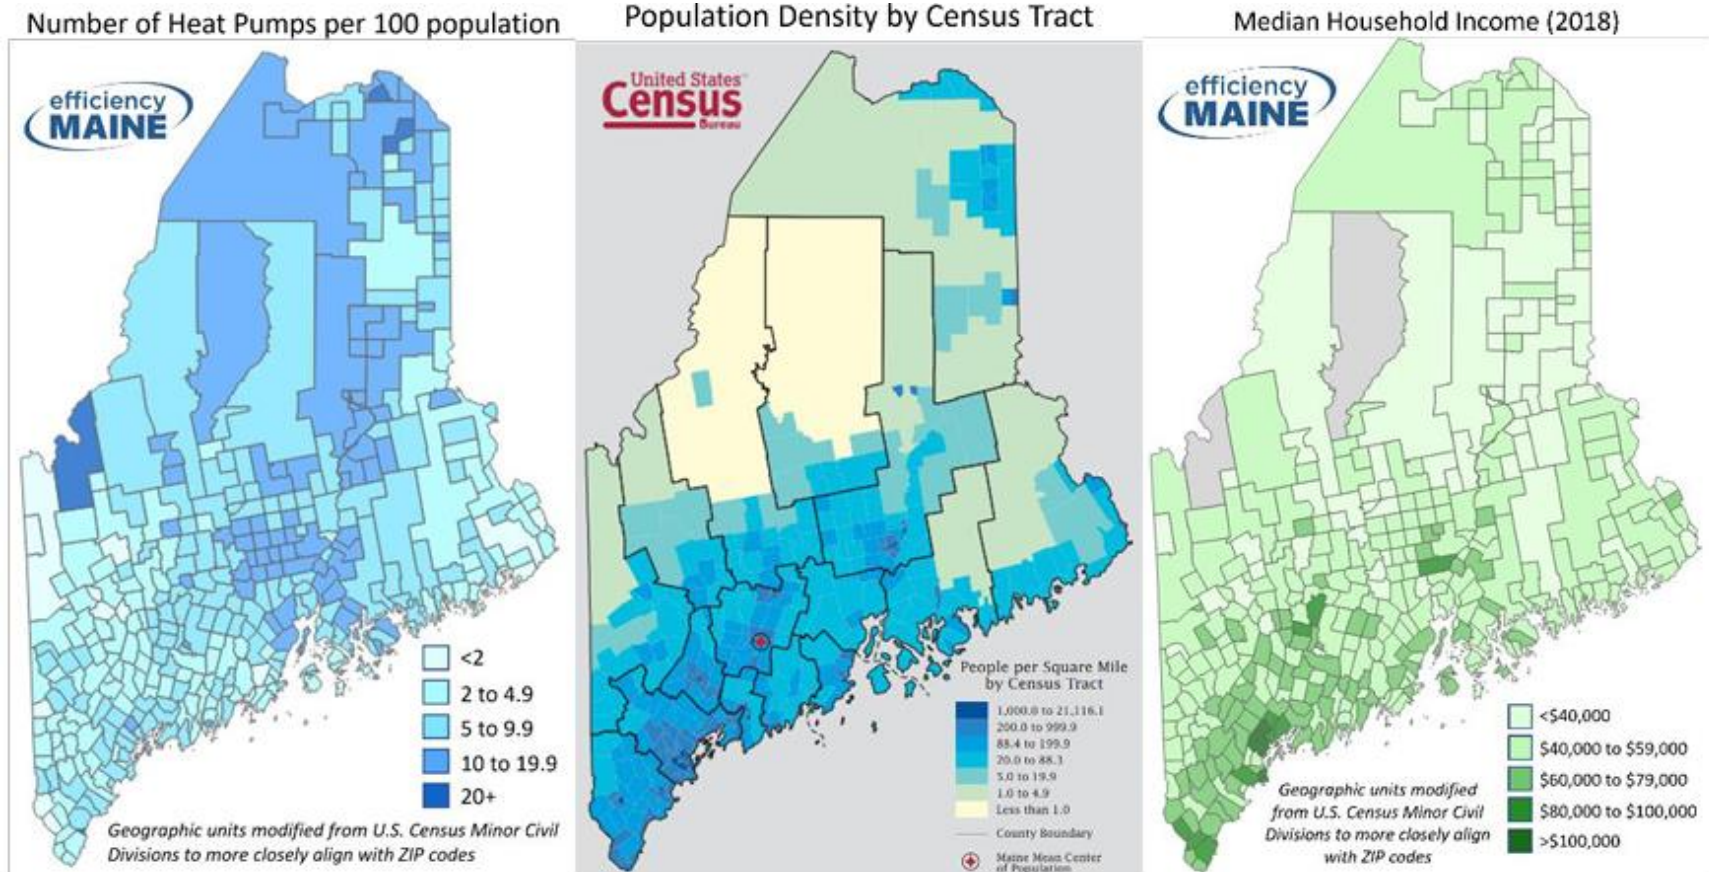 Number of Heat Pumps per 100 population
efficiency
MAINE
<2
2 to 4.9
5 to 9.9
10 to 19.9
20+
Geographic units modified from U.S. Census Minor Civil
Divisions to more closely align with ZIP codes
Population Density by Census Tract
United States
Census
Bureau
People per Square Mile
by Census Tract
1,000.0 to 21,116.1
200.0 to 999.9
88.4 to 199.9
20.0 to 88.3
5.0 to 19.9
1.0 to 4.9
Less than 1.0
County Boundary
Maine Mean Center
of Population
Median Household Income (2018)
efficiency
MAINE
<$40,000
$40,000 to $59,000
$60,000 to $79,000
$80,000 to $100,000
>$100,000
Geographic units modified
from U.S. Census Minor Civil
Divisions to more closely align
with ZIP codes